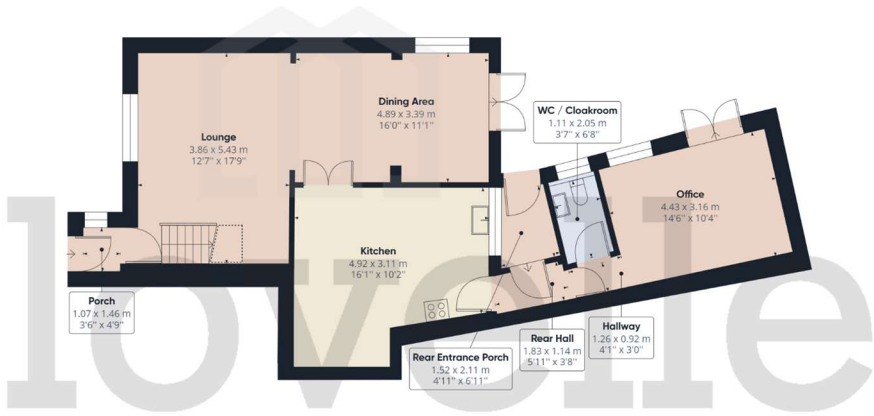 Lounge
3.86 x 5.43 m
12'7" x 17'9"
Dining Area
4.89 x 3.39 m
16'0" x 11'1"
WC / Cloakroom
1.11 x 2.05 m
3'7" x 6'8"
Office
4.43 x 3.16 m
14'6" x 10'4"
Kitchen
4.92 x 3.11 m
16'1" x 10'2"
Porch
1.07 x 1.46 m
3'6" x 4'9"
Rear Entrance Porch
1.52 x 2.11 m
4'11" x 6'11"
Rear Hall
1.83 x 1.14 m
5'11" x 3'8"
Hallway
1.26 x 0.92 m
4'1" x 3'0"
lovelle